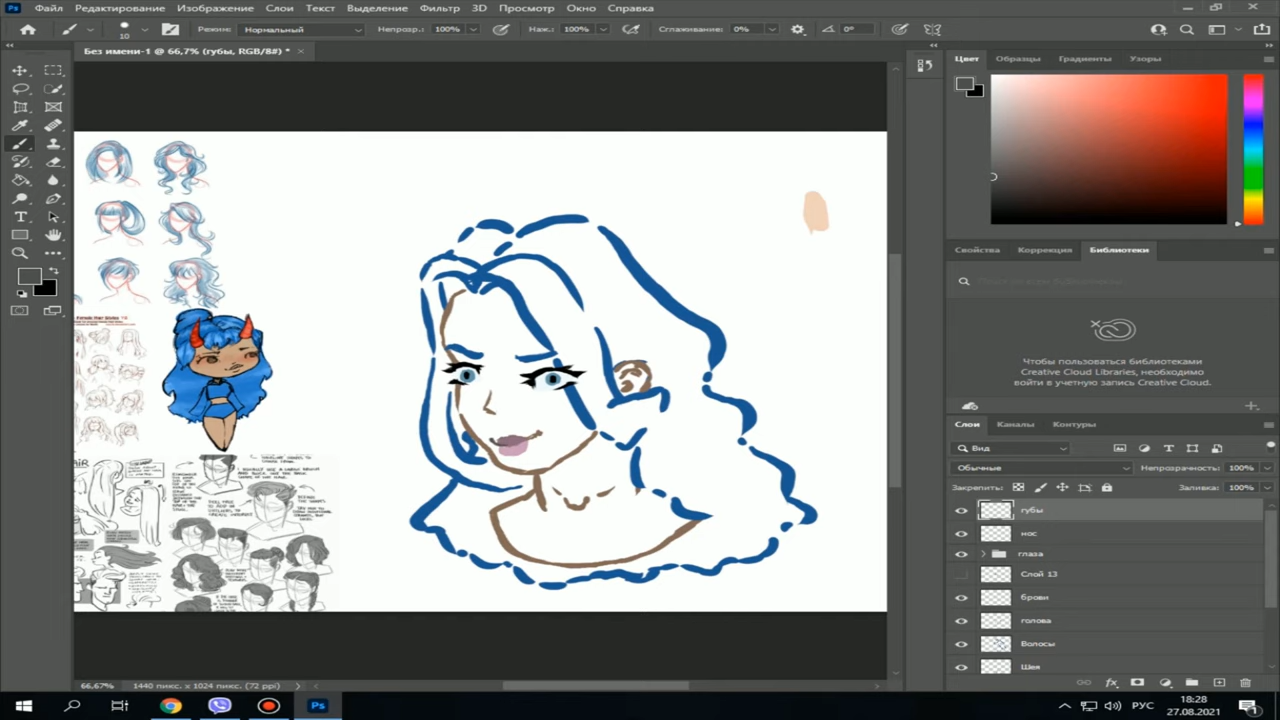 Файл Редактирование Изображение Слои Текст Выделение Фильтр 3D Просмотр Окно Справка
10 Режим: Нормальный Непрозр.: 100% Наж.: 100% Сглаживание: 0% 0°
Без имени-1 @ 66,7% (губы, RGB/8#) *
Цвет Образцы Градиенты Узоры
Свойства Коррекция Библиотеки
Чтобы пользоваться библиотеками
Creative Cloud Libraries, необходимо
войти в учетную запись Creative Cloud.
Слои Каналы Контуры
Вид
Обычные Непрозрачность: 100%
Закрепить: Заливка: 100%
губы
нос
глаза
Слой 13
брови
голова
Волосы
Шея
66,67% 1440 пикс. x 1024 пикс. (72 ppi)
РУС 18:28
27.08.2021